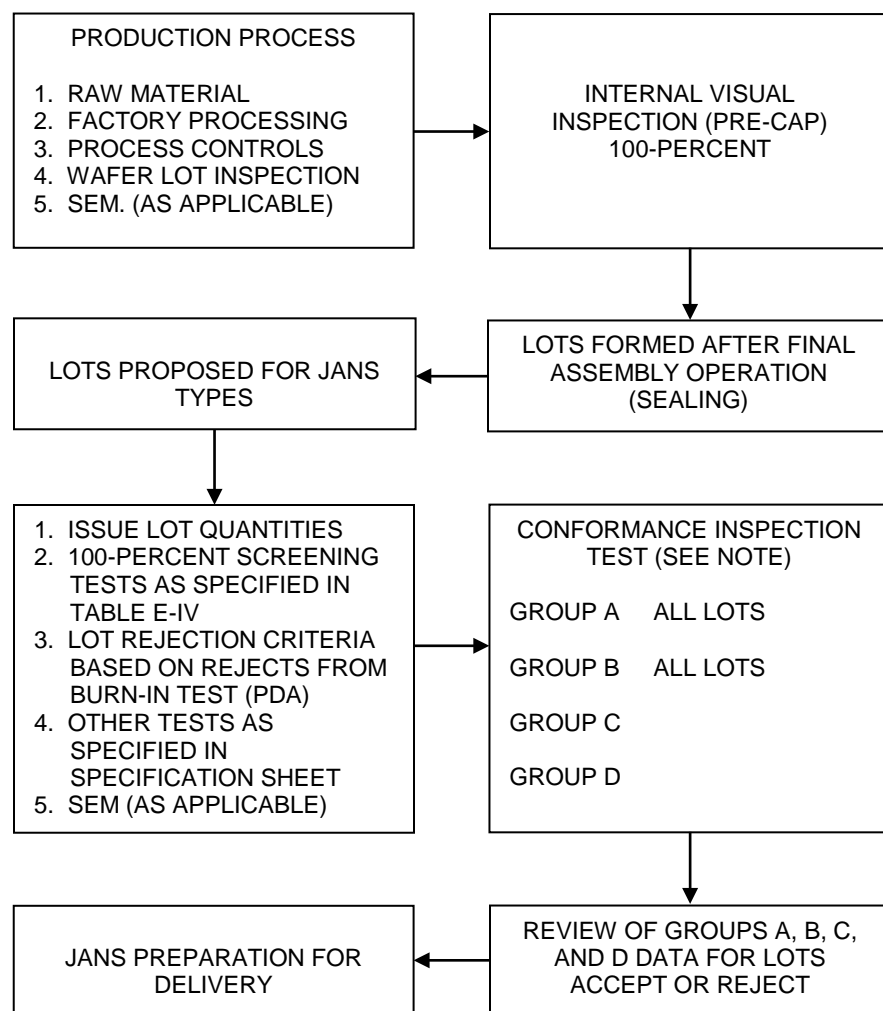 PRODUCTION PROCESS
1. RAW MATERIAL
2. FACTORY PROCESSING
3. PROCESS CONTROLS
4. WAFER LOT INSPECTION
5. SEM. (AS APPLICABLE)
INTERNAL VISUAL
INSPECTION (PRE-CAP)
100-PERCENT
LOTS FORMED AFTER FINAL
ASSEMBLY OPERATION
(SEALING)
LOTS PROPOSED FOR JANS
TYPES
1. ISSUE LOT QUANTITIES
2. 100-PERCENT SCREENING
TESTS AS SPECIFIED IN
TABLE E-IV
3. LOT REJECTION CRITERIA
BASED ON REJECTS FROM
BURN-IN TEST (PDA)
4. OTHER TESTS AS
SPECIFIED IN
SPECIFICATION SHEET
5. SEM (AS APPLICABLE)
CONFORMANCE INSPECTION
TEST (SEE NOTE)
GROUP A ALL LOTS
GROUP B ALL LOTS
GROUP C
GROUP D
REVIEW OF GROUPS A, B, C,
AND D DATA FOR LOTS
ACCEPT OR REJECT
JANS PREPARATION FOR
DELIVERY